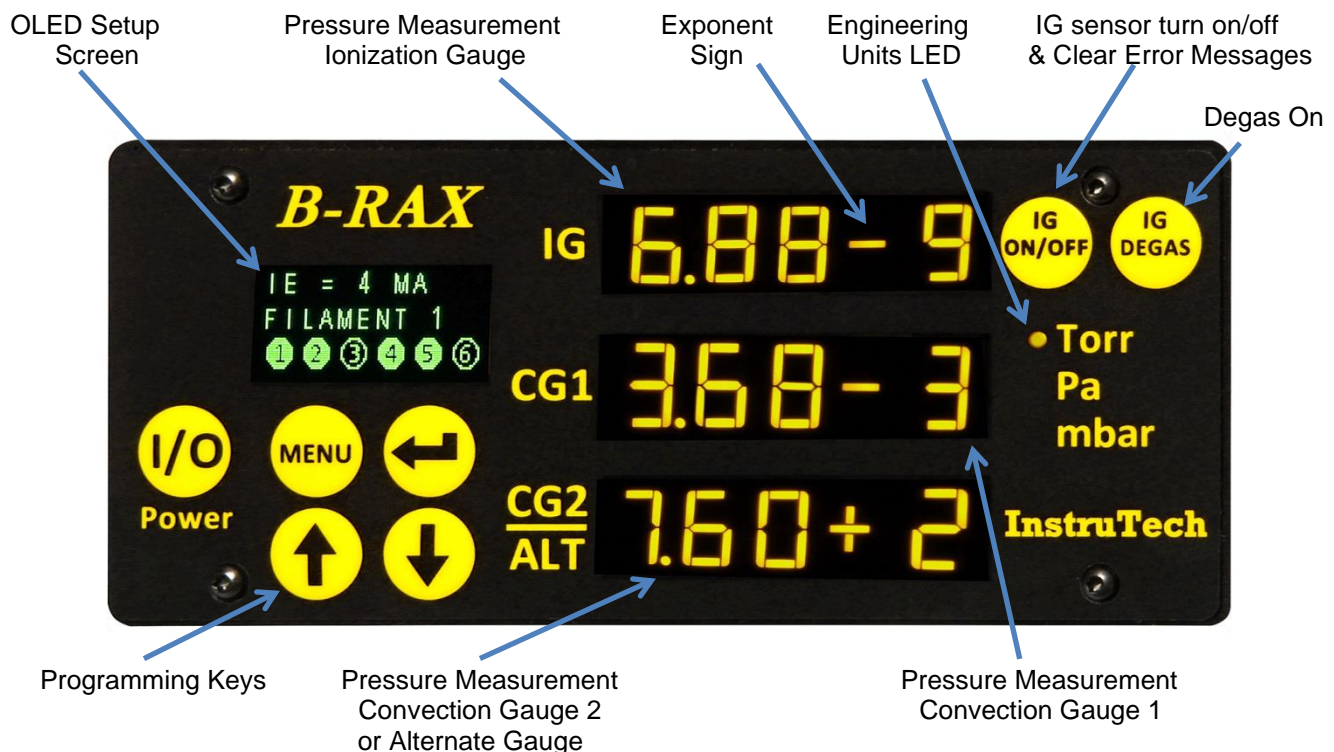 OLED Setup
Screen
Pressure Measurement
Ionization Gauge
Exponent
Sign
Engineering
Units LED
IG sensor turn on/off
& Clear Error Messages
Degas On
B-RAX
IE = 4 MA
FILAMENT 1
1 2 3 4 5 6
IG
6.88 - 9
IG
ON/OFF
IG
DEGAS
Torr
Pa
mbar
CG1
3.68 - 3
I/O
Power
MENU
CG2
ALT
7.60 + 2
InstruTech
Programming Keys
Pressure Measurement
Convection Gauge 2
or Alternate Gauge
Pressure Measurement
Convection Gauge 1